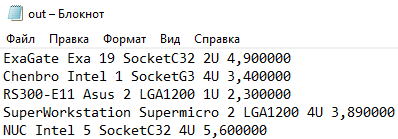 out – Блокнот
Файл Правка Формат Вид Справка
ExaGate Exa 19 SocketC32 2U 4,900000
Chenbro Intel 1 SocketG3 4U 3,400000
RS300-E11 Asus 2 LGA1200 1U 2,300000
SuperWorkstation Supermicro 2 LGA1200 4U 3,890000
NUC Intel 5 SocketC32 4U 5,600000